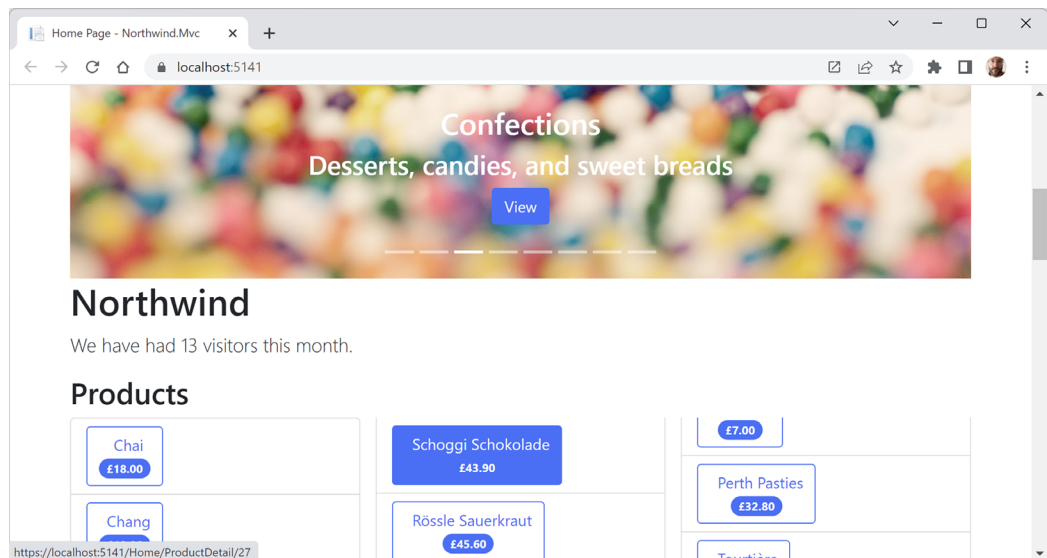 Home Page - Northwind.Mvc
localhost:5141
Confections
Desserts, candies, and sweet breads
View
Northwind
We have had 13 visitors this month.
Products
Chai
£18.00
Chang
Schoggi Schokolade
£43.90
Rössle Sauerkraut
£45.60
£7.00
Perth Pasties
£32.80
https://localhost:5141/Home/ProductDetail/27